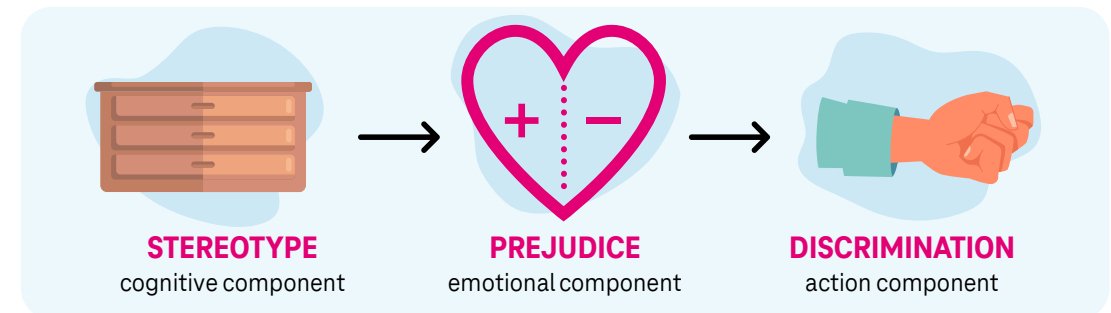 + −
STEREOTYPE
cognitive component
PREJUDICE
emotional component
DISCRIMINATION
action component